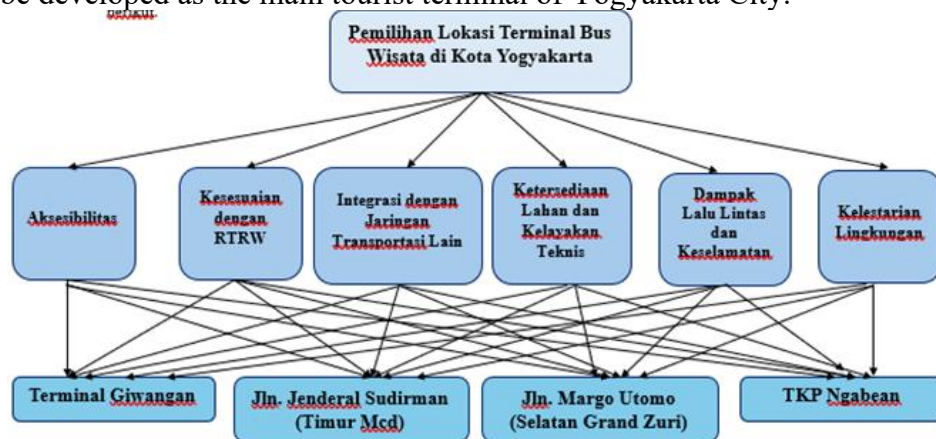 be developed as the main tourist terminal of Yogyakarta City.
berikut.
Pemilihan Lokasi Terminal Bus
Wisata di Kota Yogyakarta
Aksesibilitas
Kesesuaian
dengan
RTRW
Integrasi dengan
Jaringan
Transportasi Lain
Ketersediaan
Lahan dan
Kelayakan
Teknis
Dampak
Lalu Lintas
dan
Keselamatan
Kelestarian
Lingkungan
Terminal Giwangan
Jln. Jenderal Sudirman
(Timur Mcd)
Jln. Margo Utomo
(Selatan Grand Zuri)
TKP Ngabean